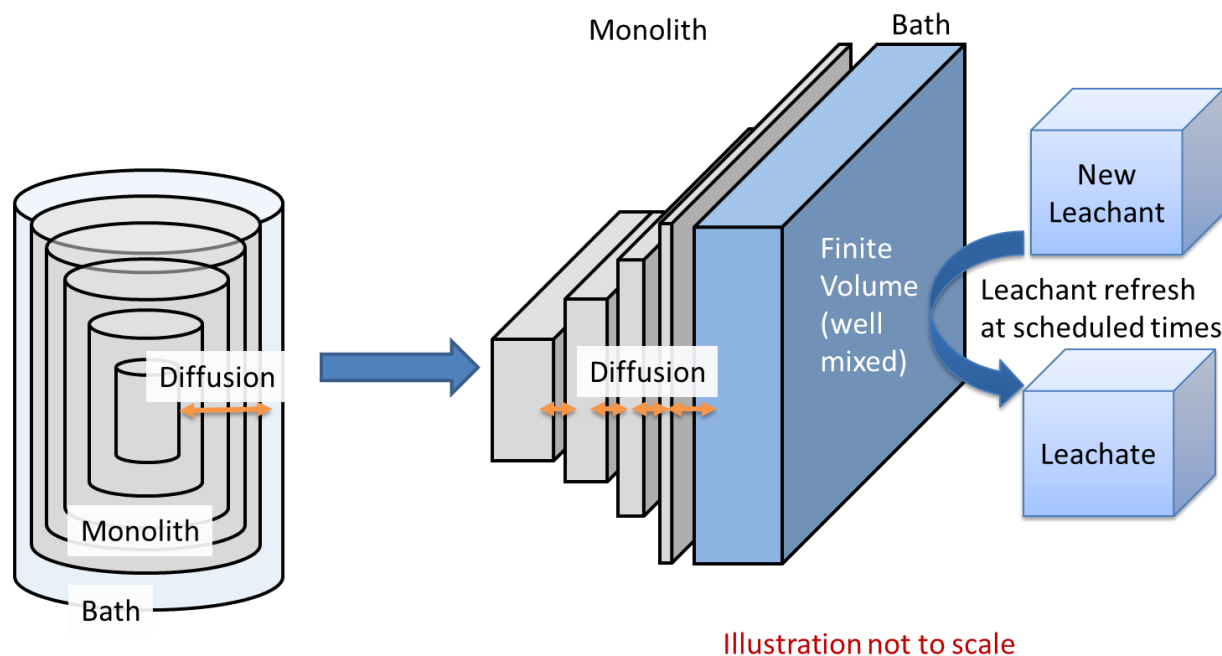 Diffusion
Monolith
Bath
Monolith
Bath
Diffusion
Finite
Volume
(well
mixed)
New
Leachant
Leachant refresh
at scheduled times
Leachate
Illustration not to scale